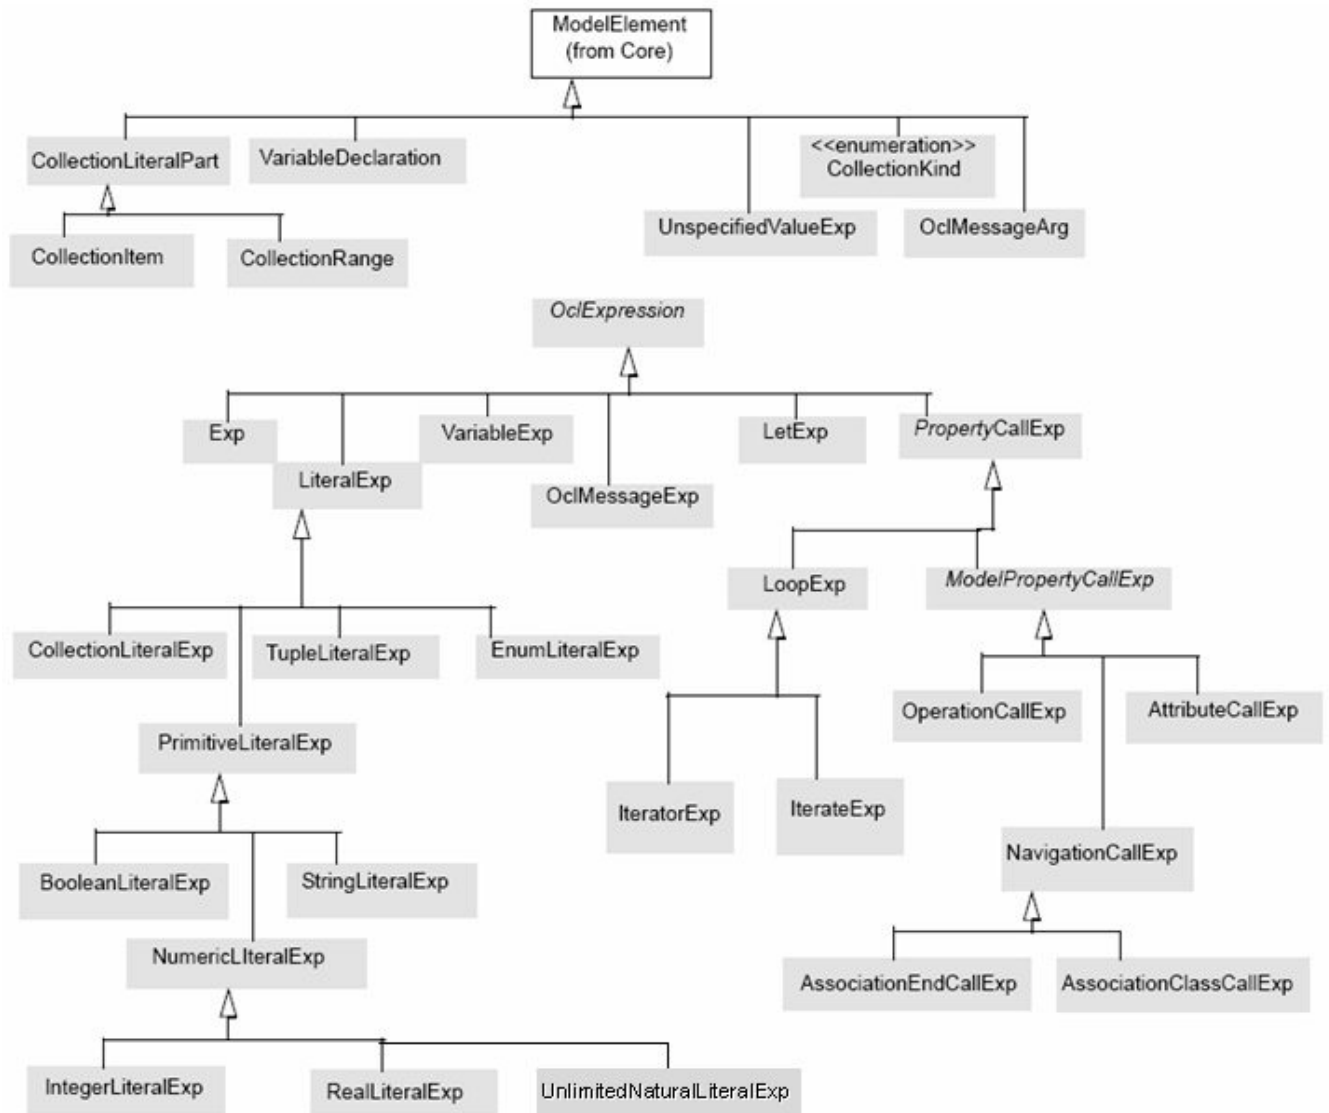 ModelElement
(from Core)
CollectionLiteralPart
VariableDeclaration
<<enumeration>>
CollectionKind
UnspecifiedValueExp
OclMessageArg
CollectionItem
CollectionRange
OclExpression
Exp
VariableExp
LetExp
PropertyCallExp
LiteralExp
OclMessageExp
LoopExp
ModelPropertyCallExp
CollectionLiteralExp
TupleLiteralExp
EnumLiteralExp
OperationCallExp
AttributeCallExp
PrimitiveLiteralExp
IteratorExp
IterateExp
NavigationCallExp
BooleanLiteralExp
StringLiteralExp
NumericLIteralExp
AssociationEndCallExp
AssociationClassCallExp
IntegerLiteralExp
RealLiteralExp
UnlimitedNaturalLiteralExp